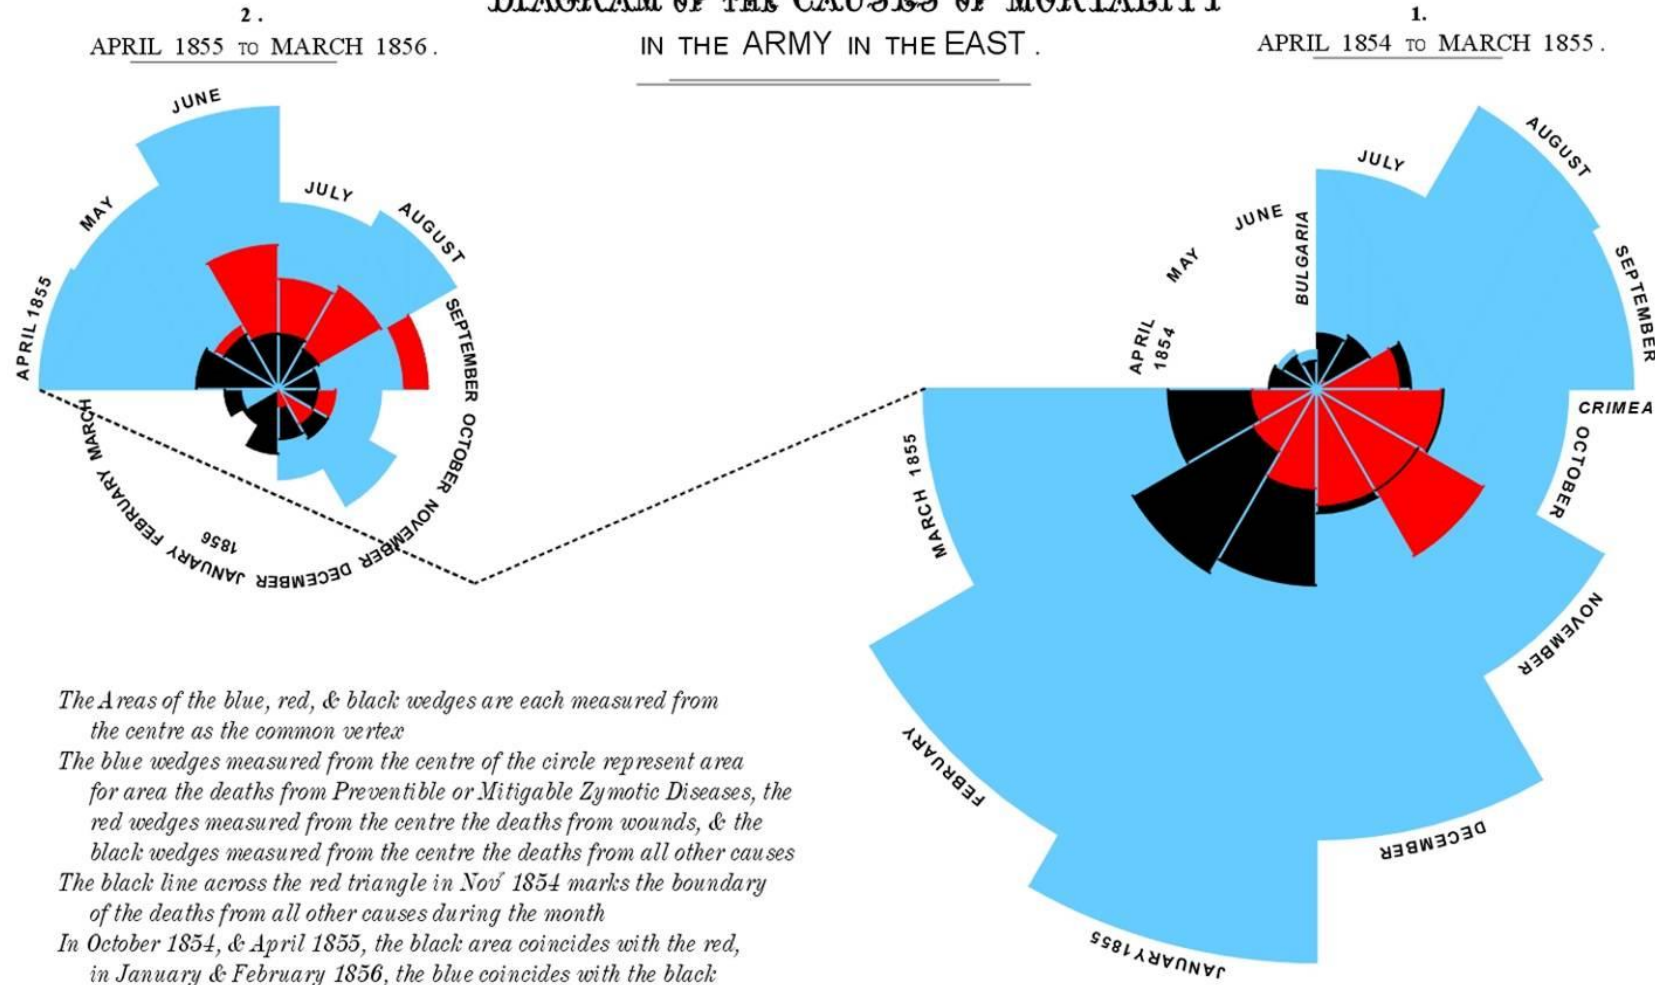 DIAGRAM OF THE CAUSES OF MORTALITY
IN THE ARMY IN THE EAST.
2.
APRIL 1855 TO MARCH 1856.
1.
APRIL 1854 TO MARCH 1855.
JUNE
JULY
AUGUST
MAY
APRIL 1855
SEPTEMBER
OCTOBER
NOVEMBER
DECEMBER
JANUARY
1856
FEBRUARY
MARCH
APRIL
1854
MAY
JUNE
BULGARIA
JULY
AUGUST
SEPTEMBER
CRIMEA
OCTOBER
NOVEMBER
DECEMBER
JANUARY 1855
FEBRUARY
MARCH 1855
The Areas of the blue, red, & black wedges are each measured from
the centre as the common vertex
The blue wedges measured from the centre of the circle represent area
for area the deaths from Preventible or Mitigable Zymotic Diseases, the
red wedges measured from the centre the deaths from wounds, & the
black wedges measured from the centre the deaths from all other causes
The black line across the red triangle in Nov' 1854 marks the boundary
of the deaths from all other causes during the month
In October 1854, & April 1855, the black area coincides with the red,
in January & February 1856, the blue coincides with the black